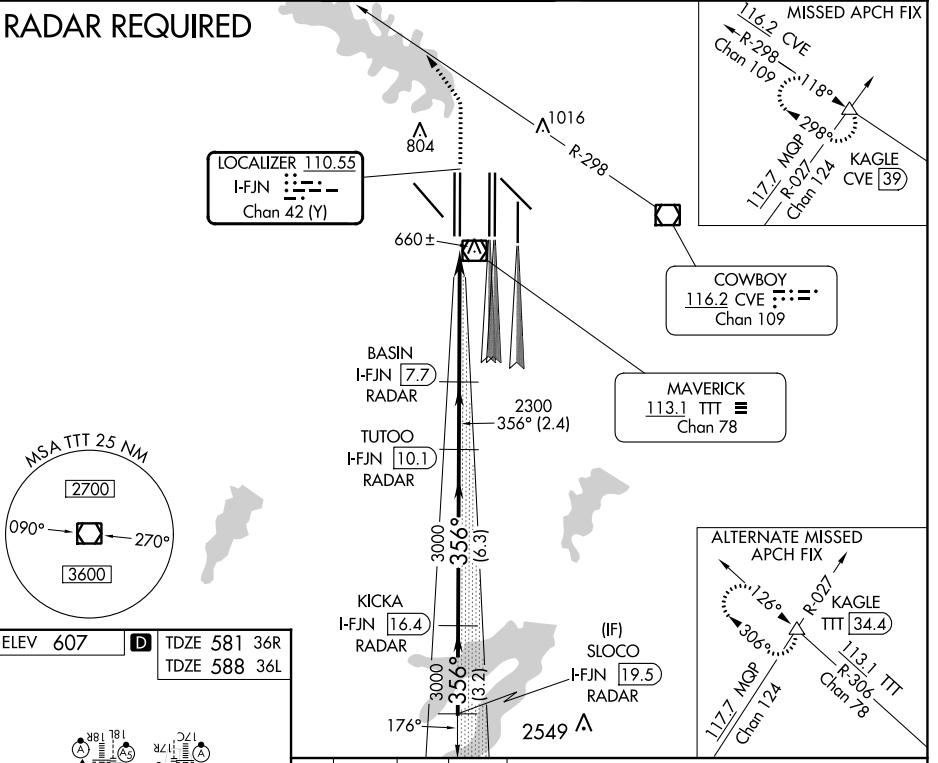 RADAR REQUIRED
MISSED APCH FIX
116.2 CVE
R-298
Chan 109
118°
298°
117.7 MQP
R-027
Chan 124
KAGLE
CVE 39
804
1016
R-298
LOCALIZER 110.55
I-FJN
Chan 42 (Y)
660 ±
COWBOY
116.2 CVE
Chan 109
MAVERICK
113.1 TTT
Chan 78
BASIN
I-FJN 7.7
RADAR
2300
356° (2.4)
TUTOO
I-FJN 10.1
RADAR
MSA TTT 25 NM
2700
090°
270°
3600
3000
356°
(6.3)
KICKA
I-FJN 16.4
RADAR
3000
356°
(3.2)
(IF)
SLOCO
I-FJN 19.5
RADAR
176°
2549
ALTERNATE MISSED
APCH FIX
126°
306°
R-027
KAGLE
TTT 34.4
117.7 MQP
Chan 124
113.1 TTT
R-306
Chan 78
ELEV 607
D
TDZE 581 36R
TDZE 588 36L
18R
18L
17R
17C
A
A5
A